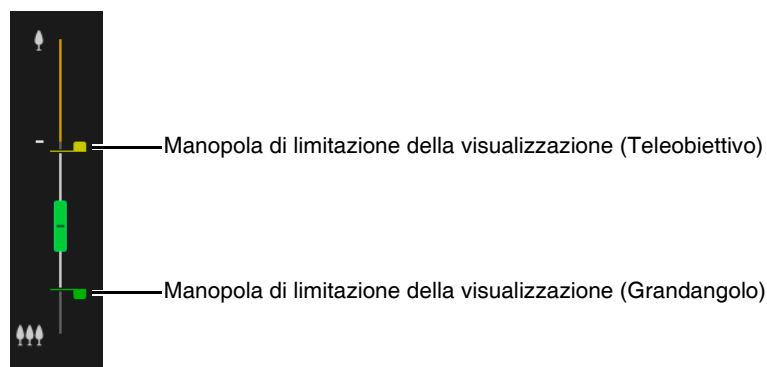 Manopola di limitazione della visualizzazione (Teleobiettivo)
Manopola di limitazione della visualizzazione (Grandangolo)